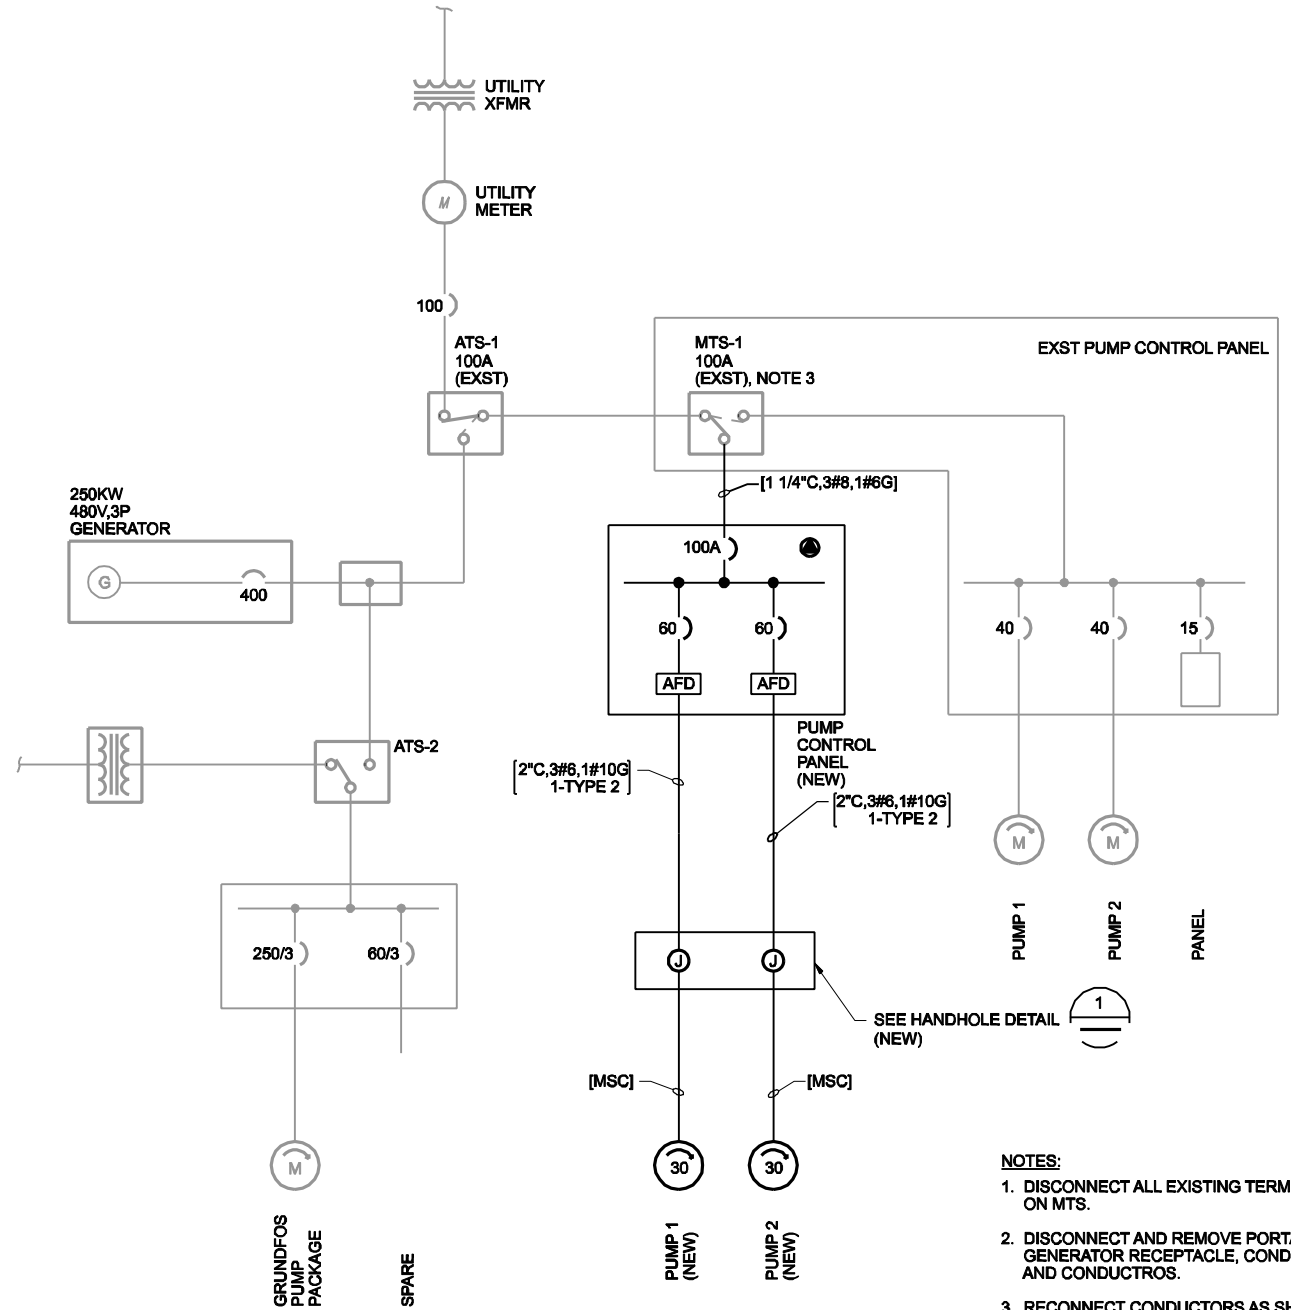 UTILITY
XFMR
M
UTILITY
METER
100
ATS-1
100A
(EXST)
MTS-1
100A
(EXST), NOTE 3
EXST PUMP CONTROL PANEL
[1 1/4"C,3#8,1#6G]
250KW
480V,3P
GENERATOR
G
400
100A
60
60
AFD
AFD
40
40
15
PUMP
CONTROL
PANEL
(NEW)
ATS-2
[2"C,3#6,1#10G
1-TYPE 2]
[2"C,3#6,1#10G
1-TYPE 2]
M
M
PUMP 1
PUMP 2
PANEL
250/3
60/3
J
J
SEE HANDHOLE DETAIL
(NEW)
1
[MSC]
[MSC]
M
30
30
GRUNDFOS
PUMP
PACKAGE
SPARE
PUMP 1
(NEW)
PUMP 2
(NEW)
NOTES:
1. DISCONNECT ALL EXISTING TERM
ON MTS.
2. DISCONNECT AND REMOVE PORTA
GENERATOR RECEPTACLE, COND
AND CONDUCTROS.
3. RECONNECT CONDUCTORS AS SH